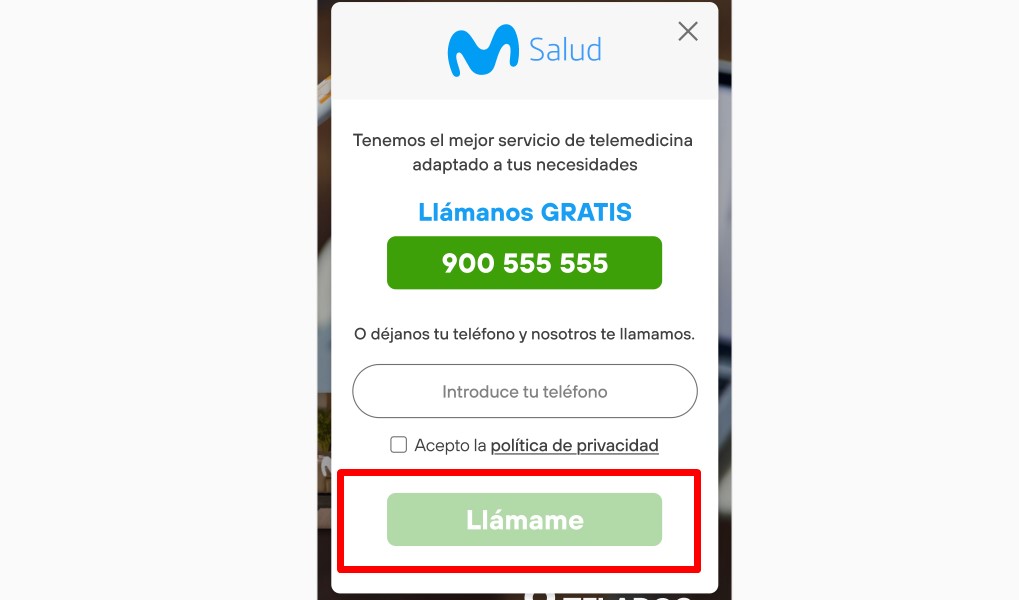 Salud
Tenemos el mejor servicio de telemedicina
adaptado a tus necesidades
Llámanos GRATIS
900 555 555
O déjanos tu teléfono y nosotros te llamamos.
Introduce tu teléfono
Acepto la política de privacidad
Llámame